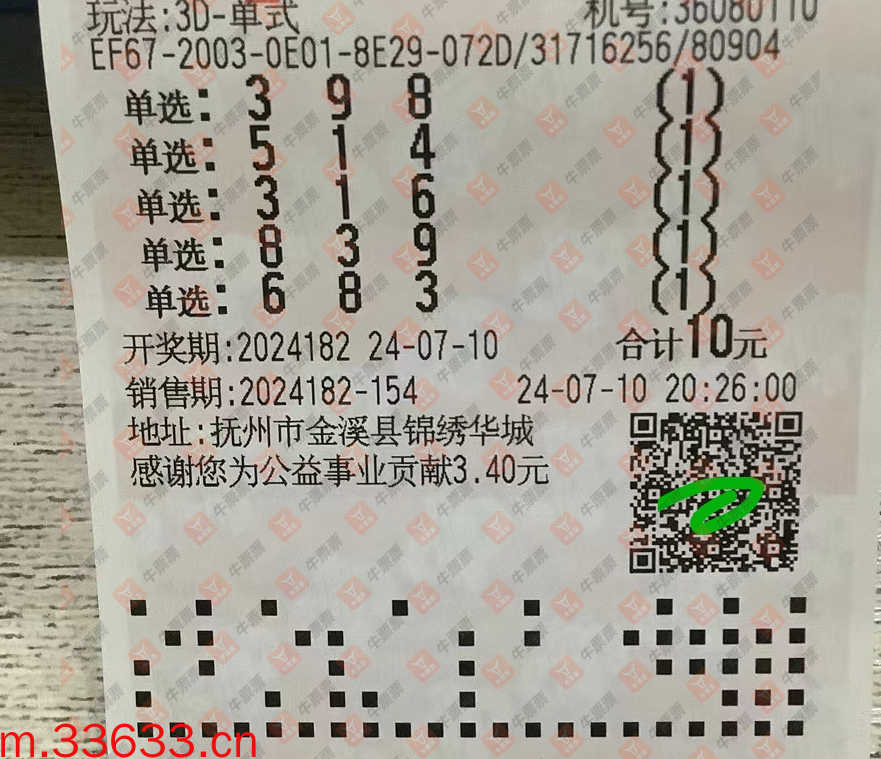 玩法:3D-单式 机号:36080110
EF67-2003-0E01-8E29-072D/31716256/80904
单选: 3 9 8 (1)
单选: 5 1 4 (1)
单选: 3 1 6 (1)
单选: 8 3 9 (1)
单选: 6 8 3 (1)
开奖期:2024182 24-07-10 合计10元
销售期:2024182-154 24-07-10 20:26:00
地址:抚州市金溪县锦绣华城
感谢您为公益事业贡献3.40元
m.33633.cn
牛票票